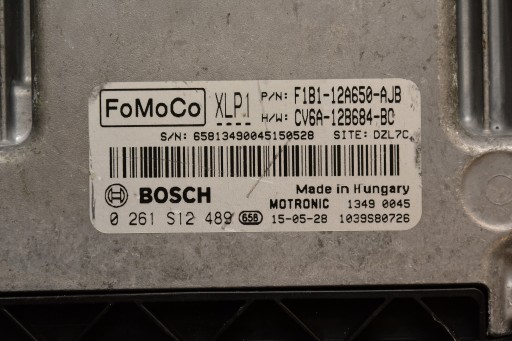 FoMoCo XLP1 P/N: F1B1-12A650-AJB
H/W: CV6A-12B684-BC
S/N: 65813490045150528 SITE: DZL7C
BOSCH Made in Hungary
MOTRONIC 1349 0045
0 261 S12 489 658 15-05-28 1039S80726